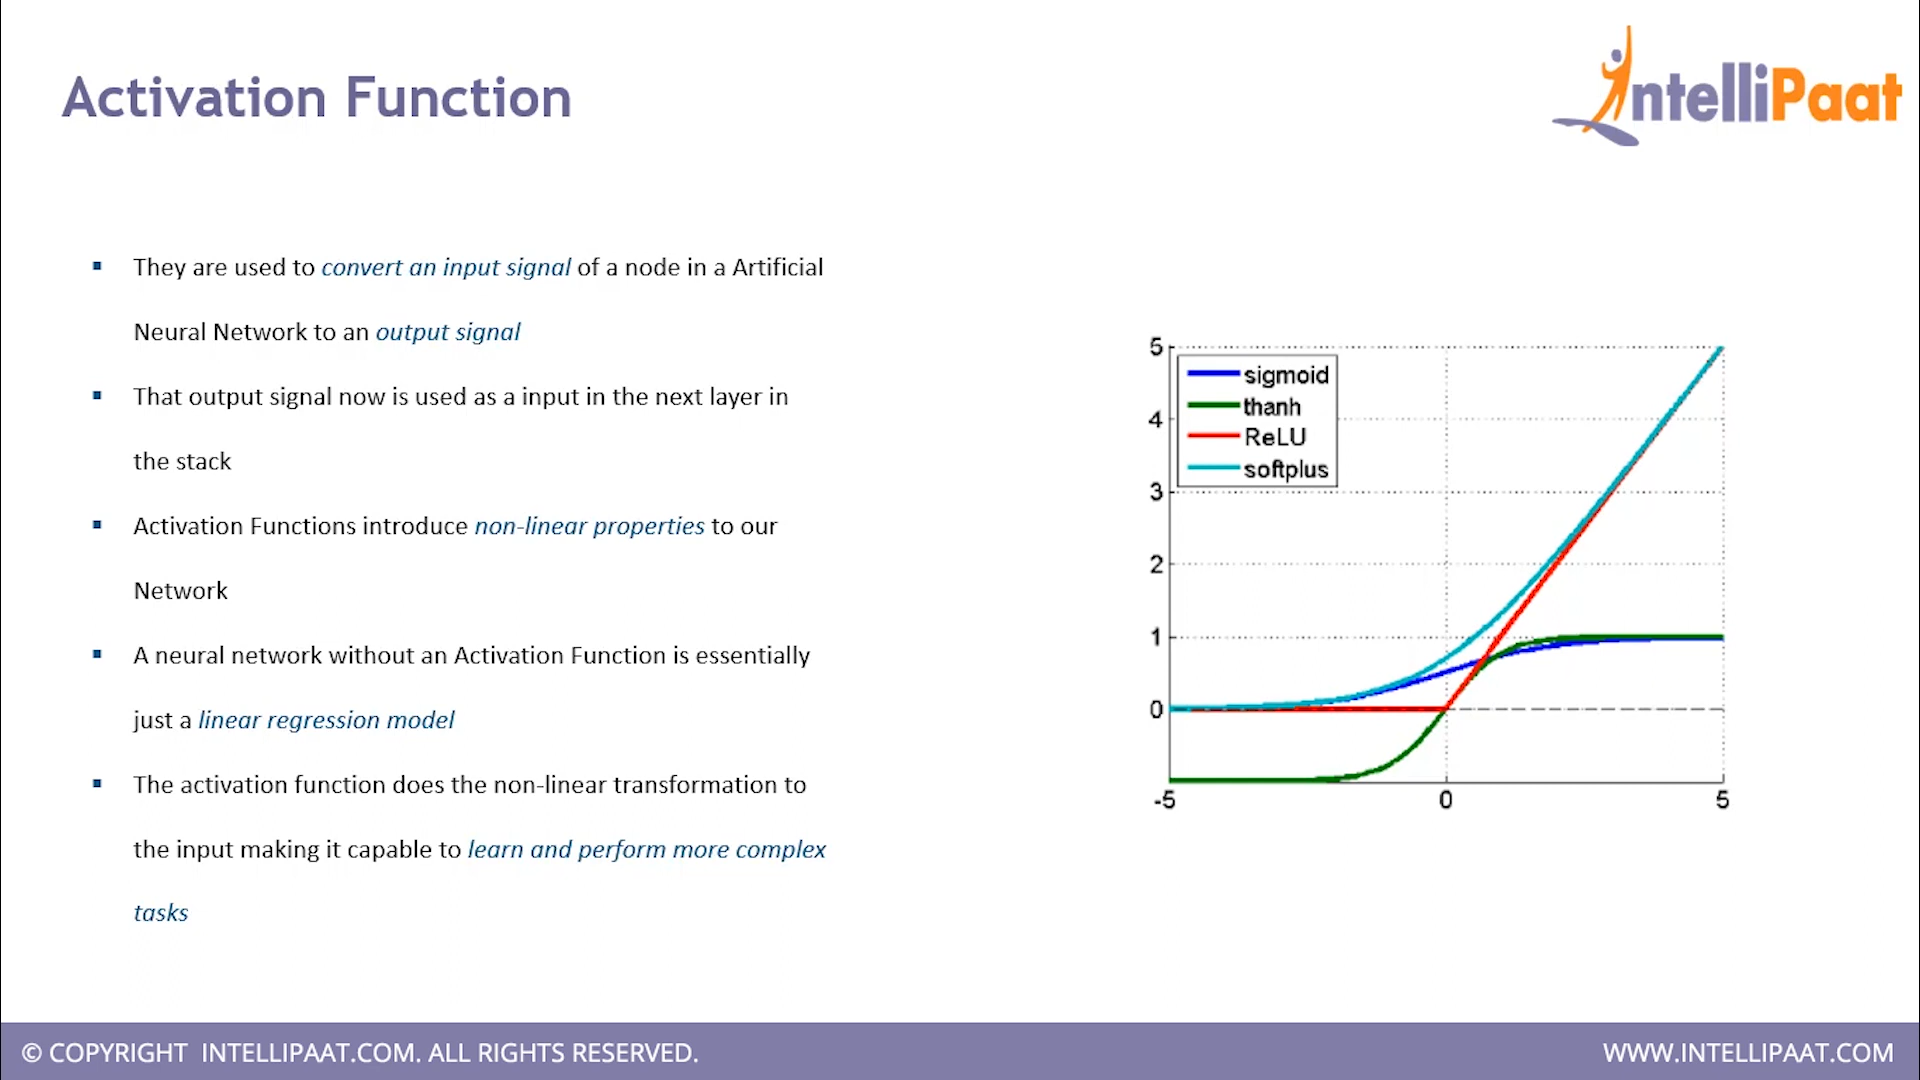 Activation Function
IntelliPaat
They are used to convert an input signal of a node in a Artificial
Neural Network to an output signal
That output signal now is used as a input in the next layer in
the stack
Activation Functions introduce non-linear properties to our
Network
A neural network without an Activation Function is essentially
just a linear regression model
The activation function does the non-linear transformation to
the input making it capable to learn and perform more complex
tasks
5
4
3
2
1
0
sigmoid
thanh
ReLU
softplus
-5
0
5
© COPYRIGHT INTELLIPAAT.COM. ALL RIGHTS RESERVED.
WWW.INTELLIPAAT.COM